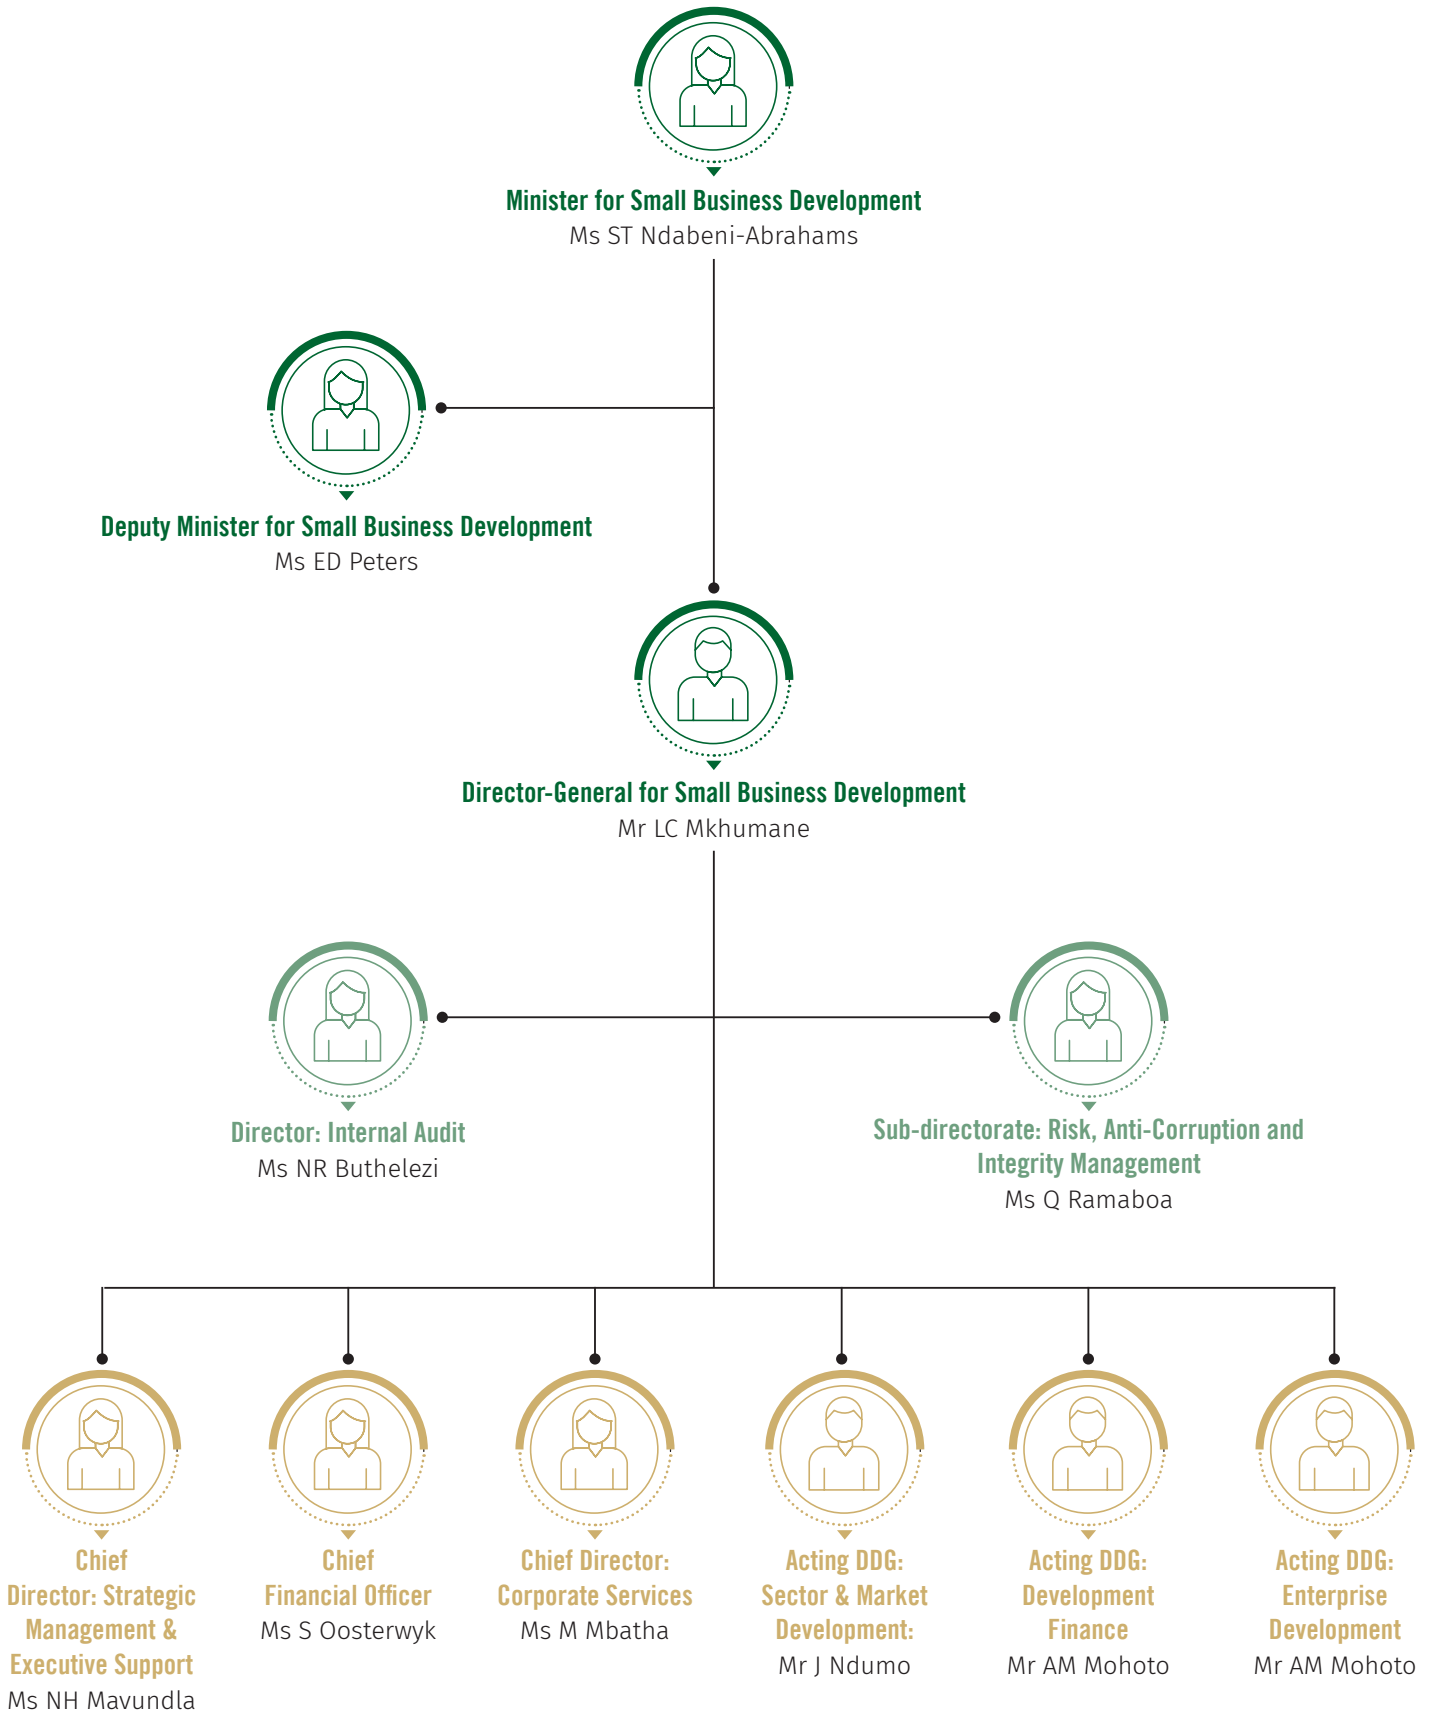 Minister for Small Business Development
Ms ST Ndabeni-Abrahams
Deputy Minister for Small Business Development
Ms ED Peters
Director-General for Small Business Development
Mr LC Mkhumane
Director: Internal Audit
Ms NR Buthelezi
Sub-directorate: Risk, Anti-Corruption and
Integrity Management
Ms Q Ramaboa
Chief
Director: Strategic
Management &
Executive Support
Ms NH Mavundla
Chief
Financial Officer
Ms S Oosterwyk
Chief Director:
Corporate Services
Ms M Mbatha
Acting DDG:
Sector & Market
Development:
Mr J Ndumo
Acting DDG:
Development
Finance
Mr AM Mohoto
Acting DDG:
Enterprise
Development
Mr AM Mohoto